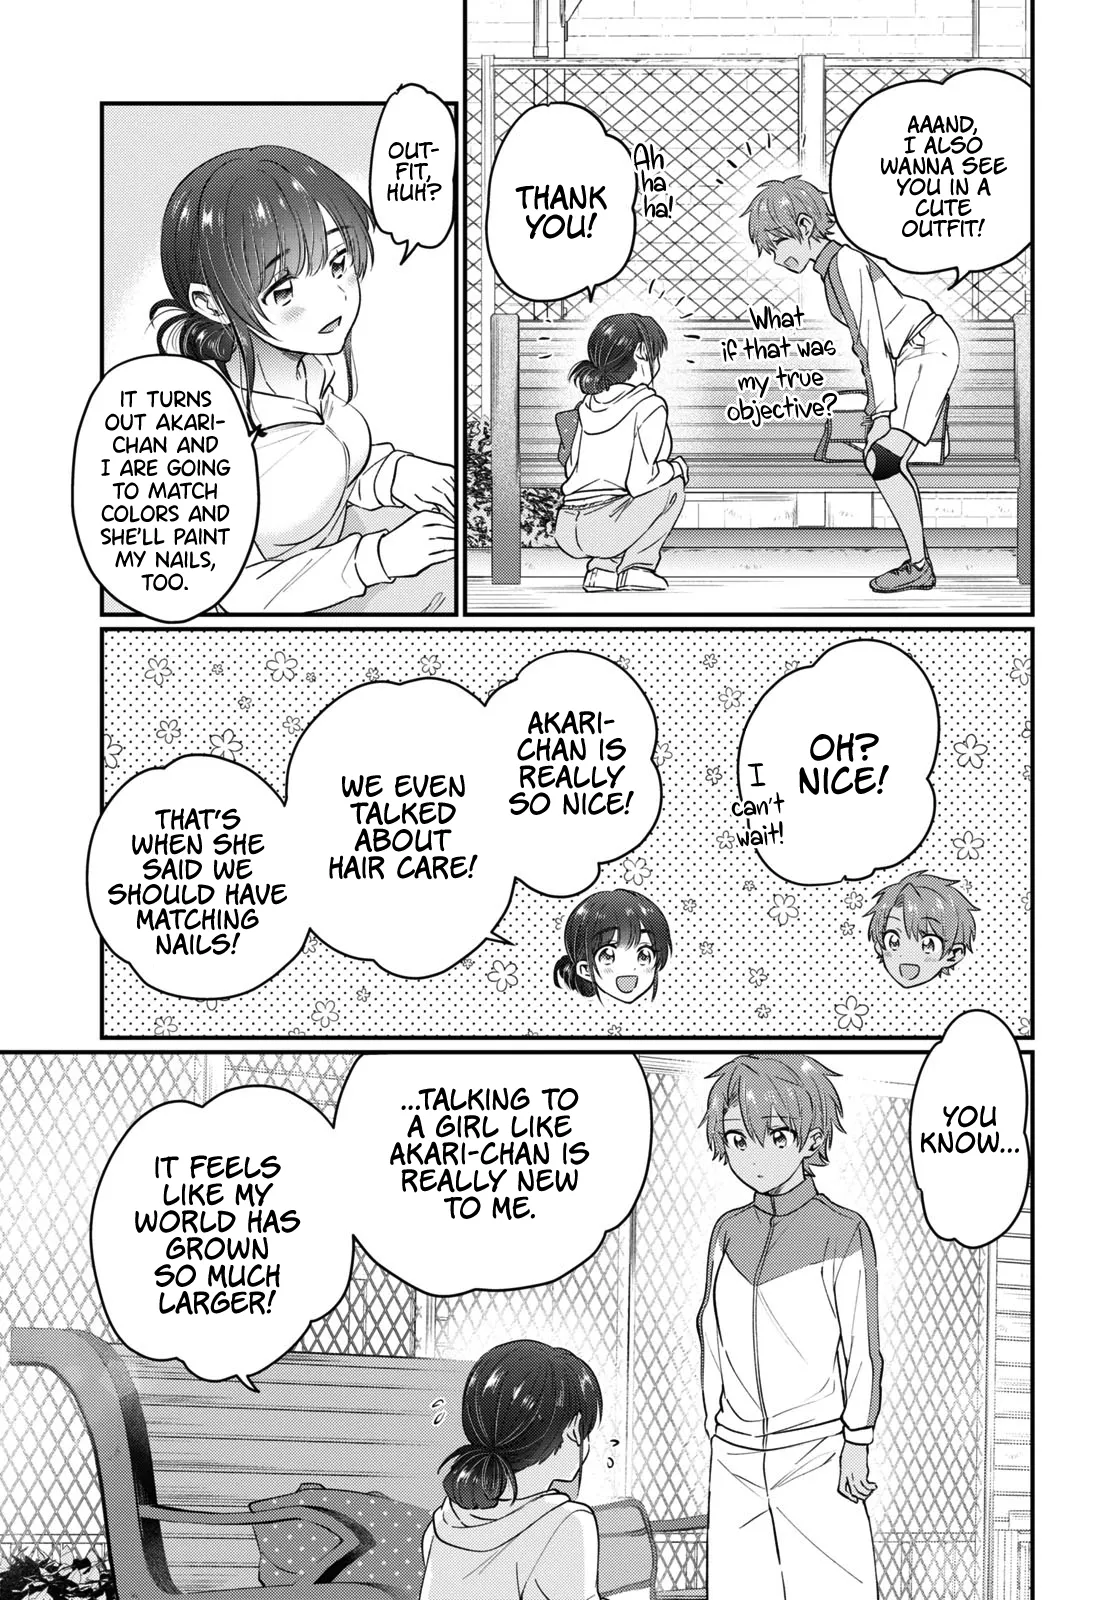 AAAND,
I ALSO
WANNA SEE
YOU IN A
CUTE
OUTFIT!
What
if that was
my true
objective?
Ah
ha
ha!
THANK
YOU!
OUT-
FIT,
HUH?
IT TURNS
OUT AKARI-
CHAN AND
I ARE GOING
TO MATCH
COLORS AND
SHE'LL PAINT
MY NAILS,
TOO.
OH?
NICE!
I
can't
wait!
AKARI-
CHAN IS
REALLY
SO NICE!
WE EVEN
TALKED
ABOUT
HAIR CARE!
THAT'S
WHEN SHE
SAID WE
SHOULD HAVE
MATCHING
NAILS!
YOU
KNOW...
...TALKING TO
A GIRL LIKE
AKARI-CHAN IS
REALLY NEW
TO ME.
IT FEELS
LIKE MY
WORLD HAS
GROWN
SO MUCH
LARGER!